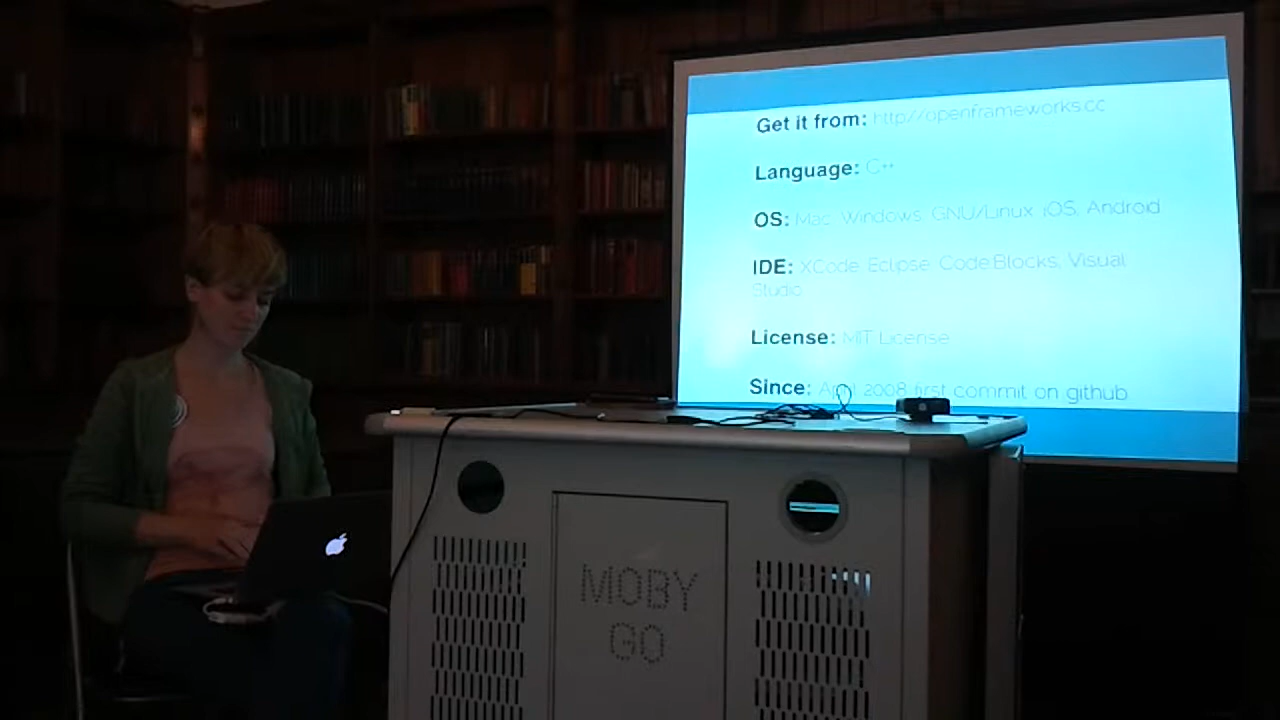 Get it from: http//openframeworks.cc
Language: C++
OS: Mac, Windows, GNU/Linux, iOS, Android
IDE: XCode, Eclipse, Code:Blocks, Visual
Studio
License: MIT License
Since: April 2008 first commit on github
MOBY
GO